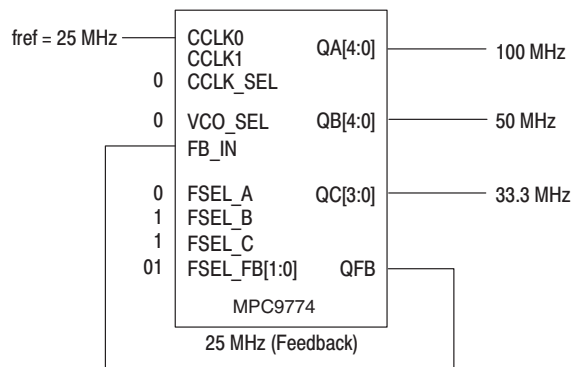 fref = 25 MHz
CCLK0
CCLK1
0 CCLK_SEL
0 VCO_SEL
FB_IN
0 FSEL_A
1 FSEL_B
1 FSEL_C
01 FSEL_FB[1:0]
QA[4:0] 100 MHz
QB[4:0] 50 MHz
QC[3:0] 33.3 MHz
QFB
MPC9774
25 MHz (Feedback)